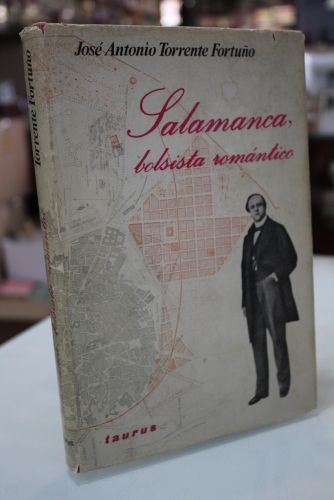 José Antonio Torrente Fortuño
Salamanca,
bolsista romántico
taurus
Torrente Fortuño